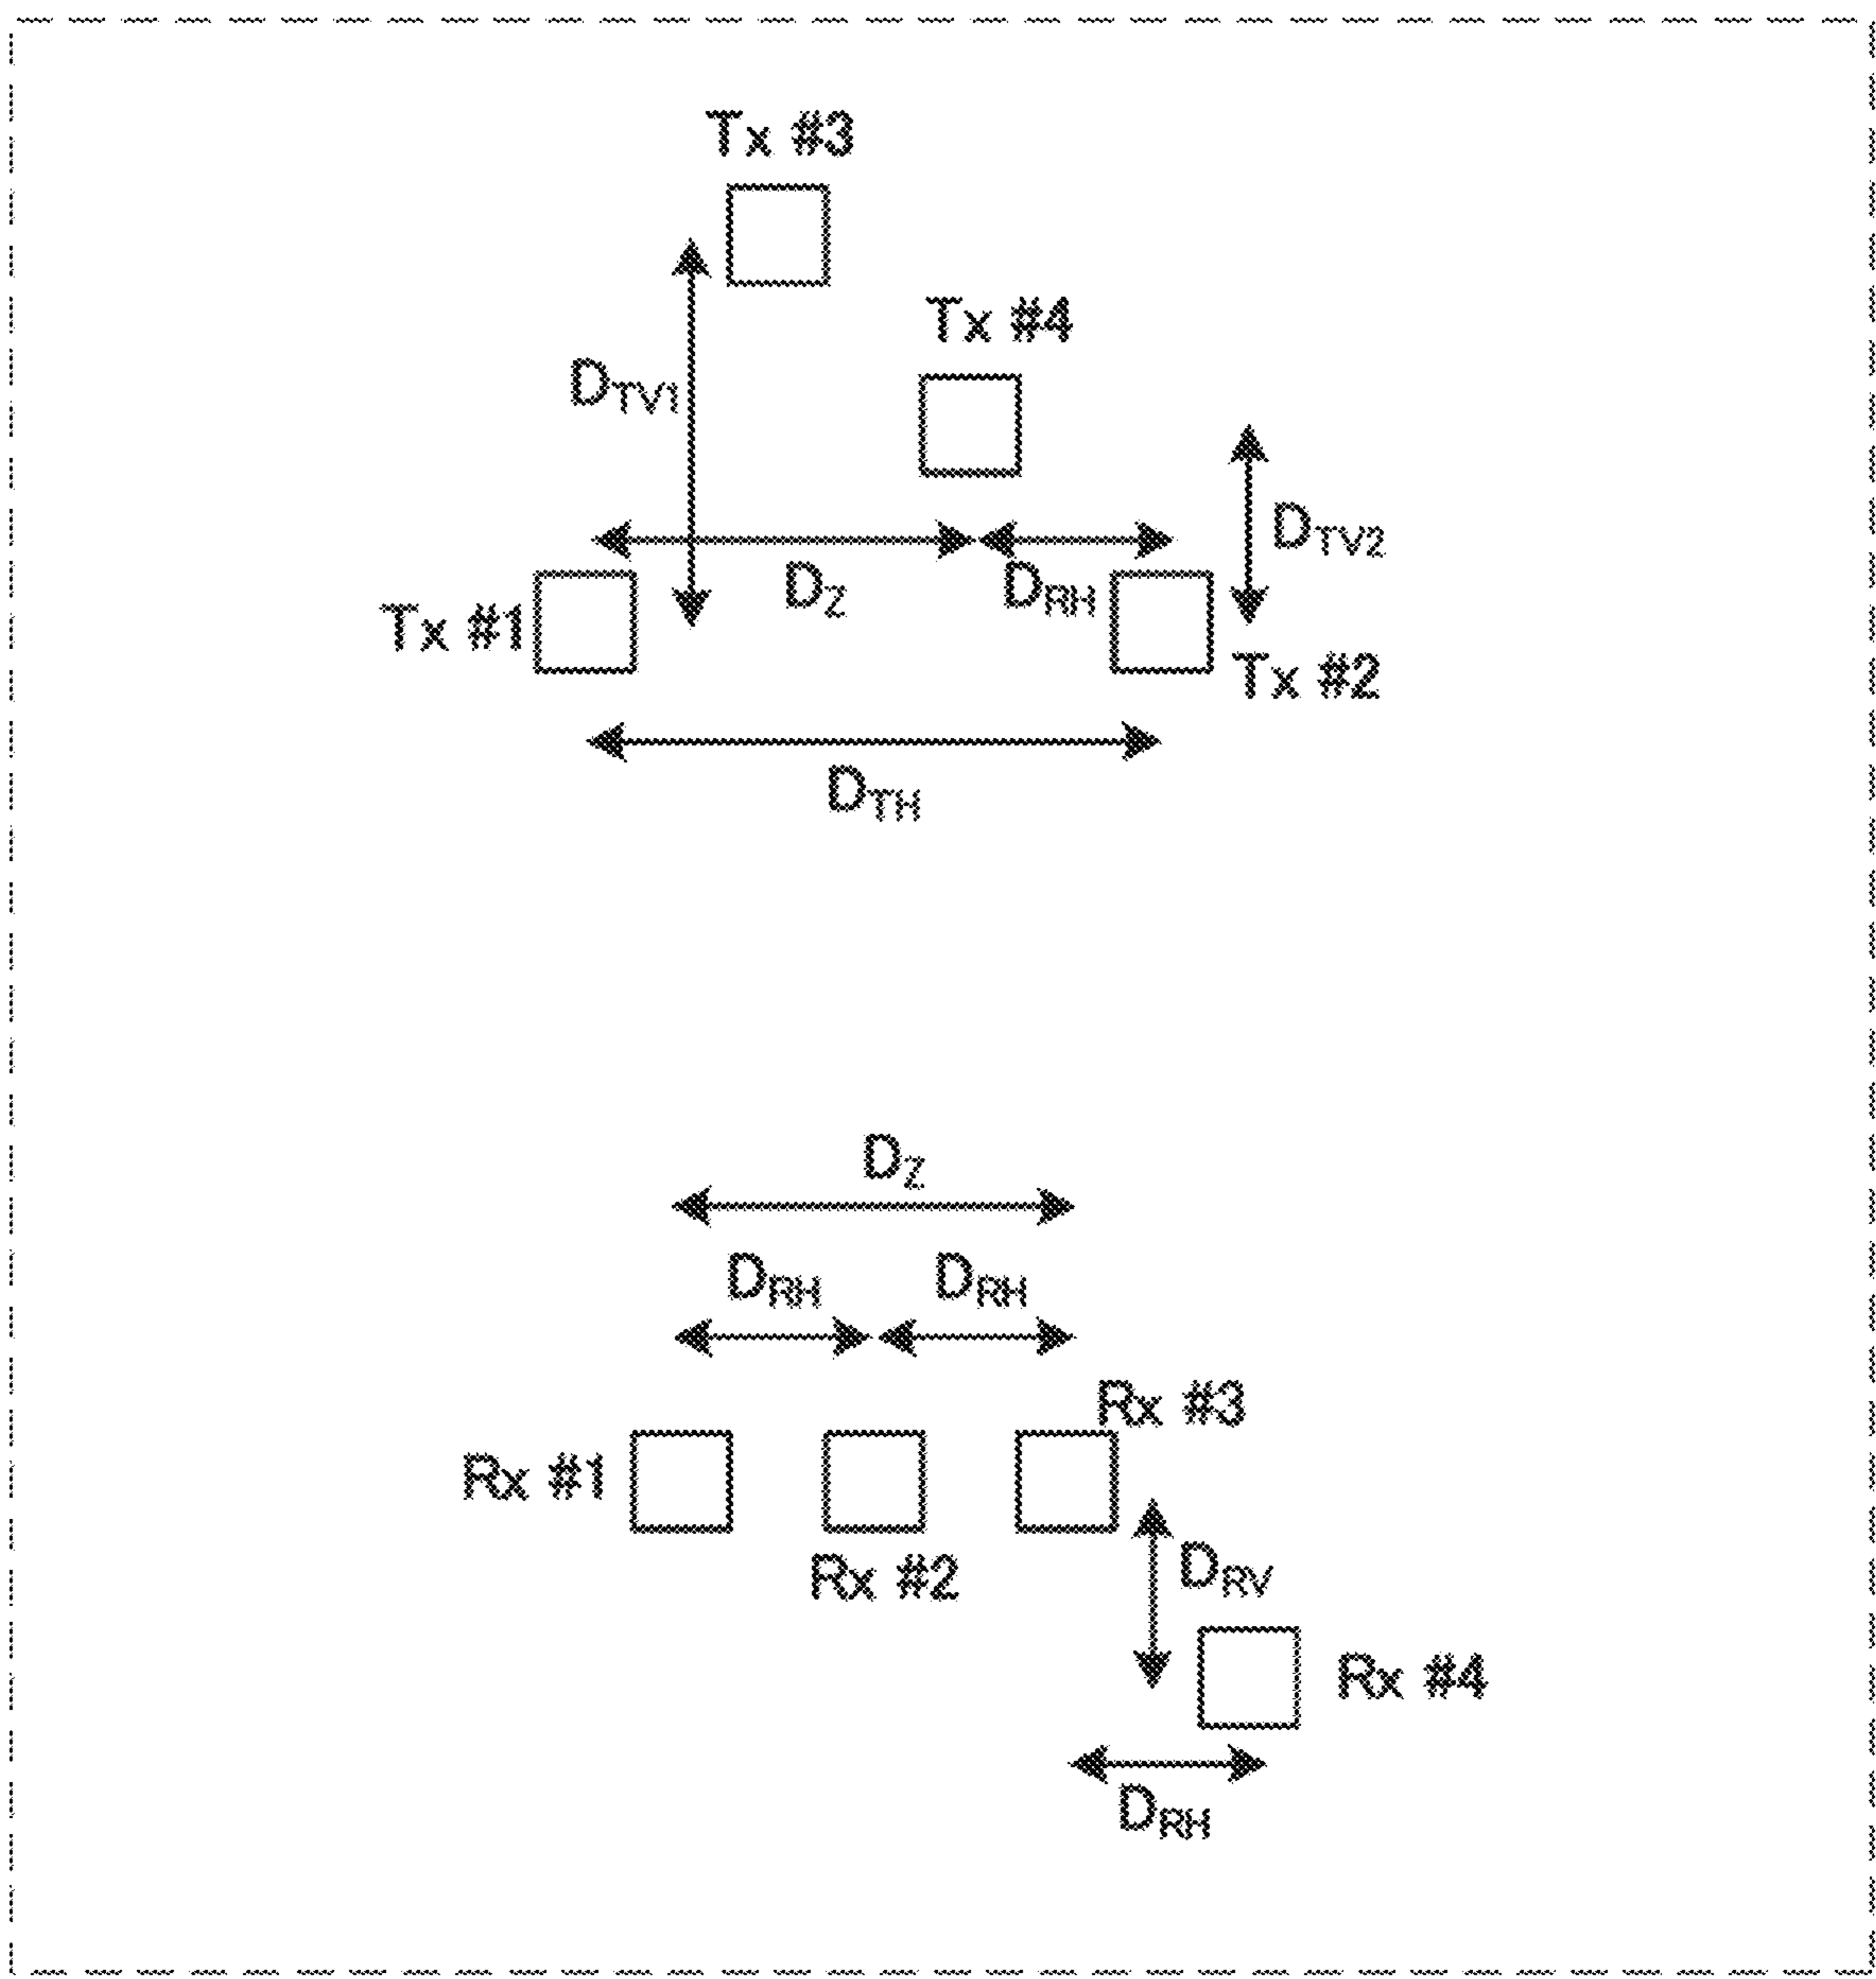 Tx #3
Tx #4
DTV1
DTV2
DZ
DRH
Tx #1
Tx #2
DTH
DZ
DRH
DRH
Rx #3
Rx #1
DRV
Rx #2
Rx #4
DRH